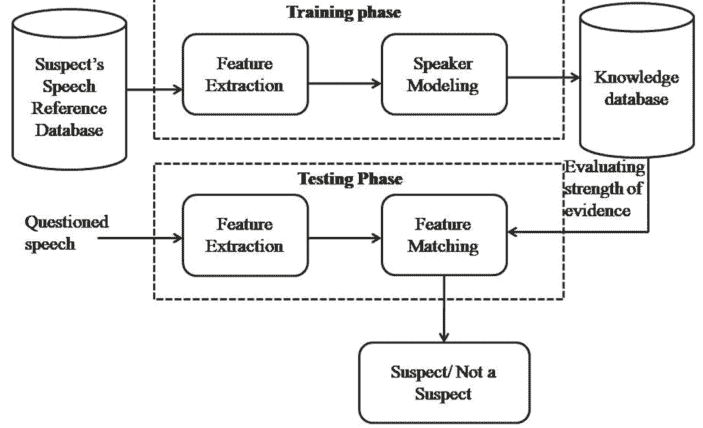 Training phase
Suspect's
Speech
Reference
Database
Feature
Extraction
Speaker
Modeling
Knowledge
database
Testing Phase
Evaluating
strength of
evidence
Questioned
speech
Feature
Extraction
Feature
Matching
Suspect/ Not a
Suspect